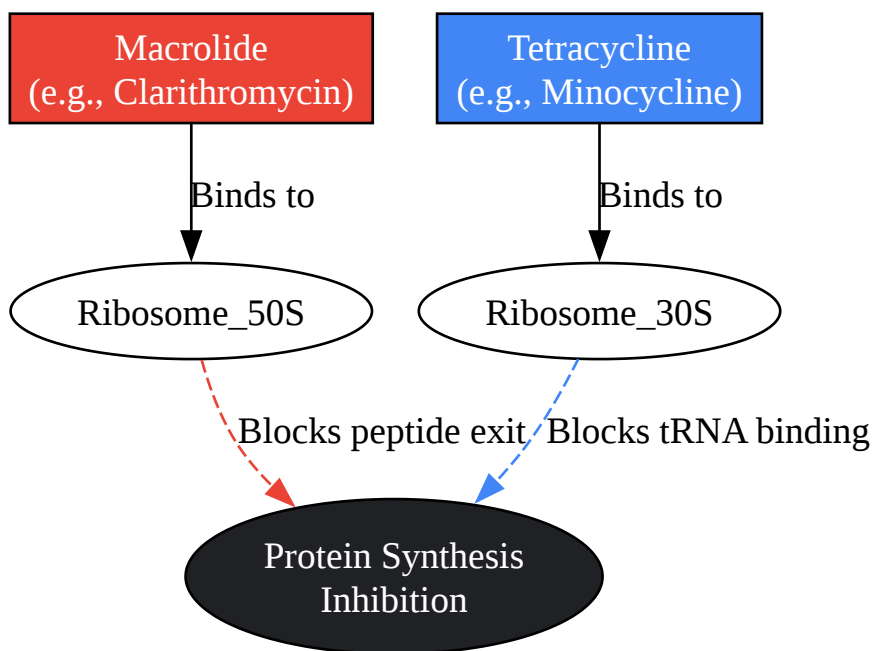 Macrolide
(e.g., Clarithromycin)
Tetracycline
(e.g., Minocycline)
Binds to
Binds to
Ribosome_50S
Ribosome_30S
Blocks peptide exit
Blocks tRNA binding
Protein Synthesis
Inhibition